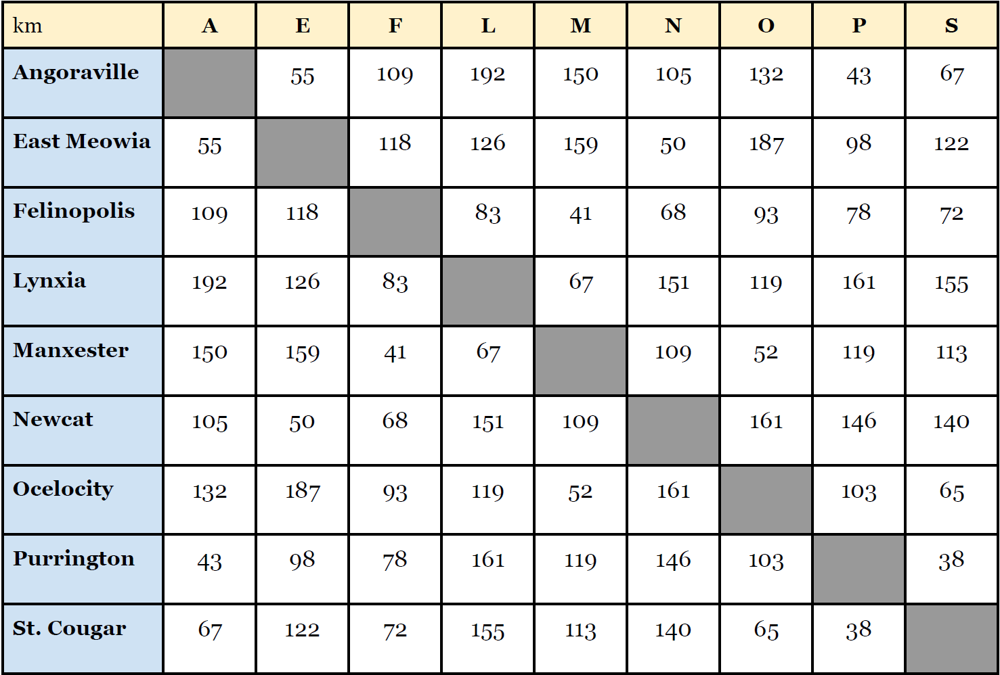 km A E F L M N O P S
Angoraville 55 109 192 150 105 132 43 67
East Meowia 55 118 126 159 50 187 98 122
Felinopolis 109 118 83 41 68 93 78 72
Lynxia 192 126 83 67 151 119 161 155
Manxester 150 159 41 67 109 52 119 113
Newcat 105 50 68 151 109 161 146 140
Ocelocity 132 187 93 119 52 161 103 65
Purrington 43 98 78 161 119 146 103 38
St. Cougar 67 122 72 155 113 140 65 38